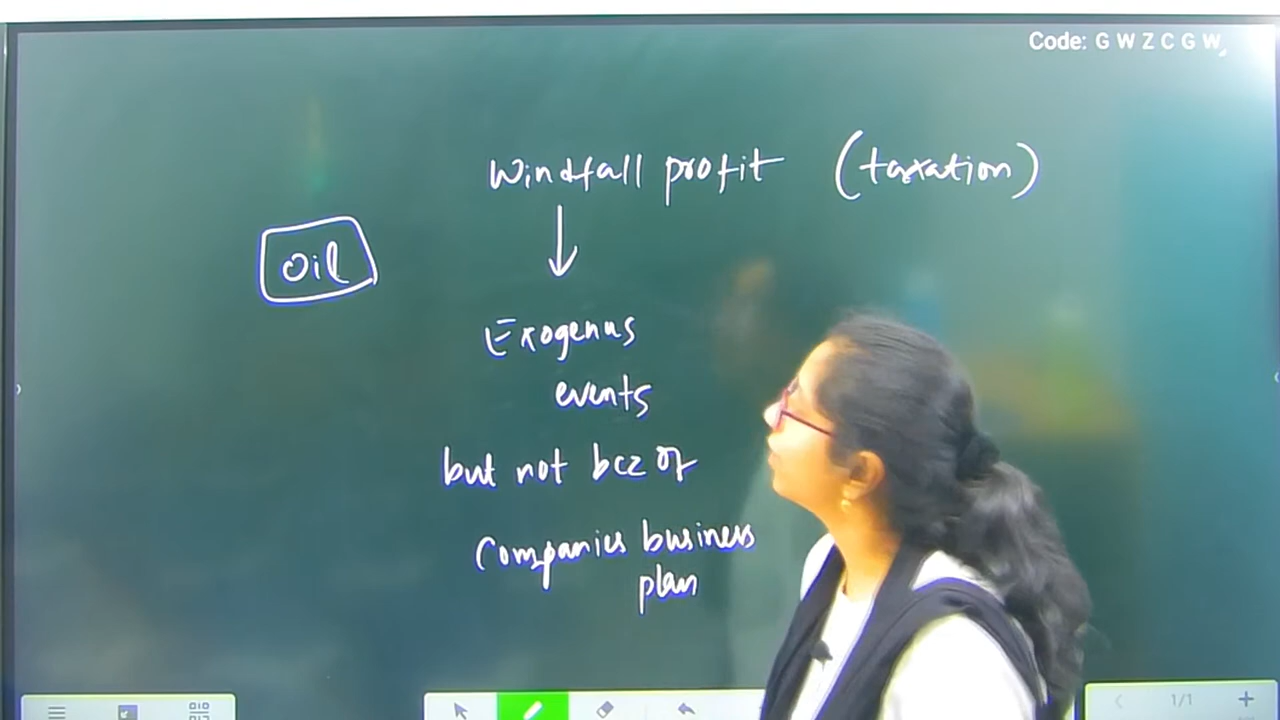 Code: G W Z C G W
Windfall profit (taxation)
Oil
Exogenus
events
but not bcz of
Companies business
plan
1/1